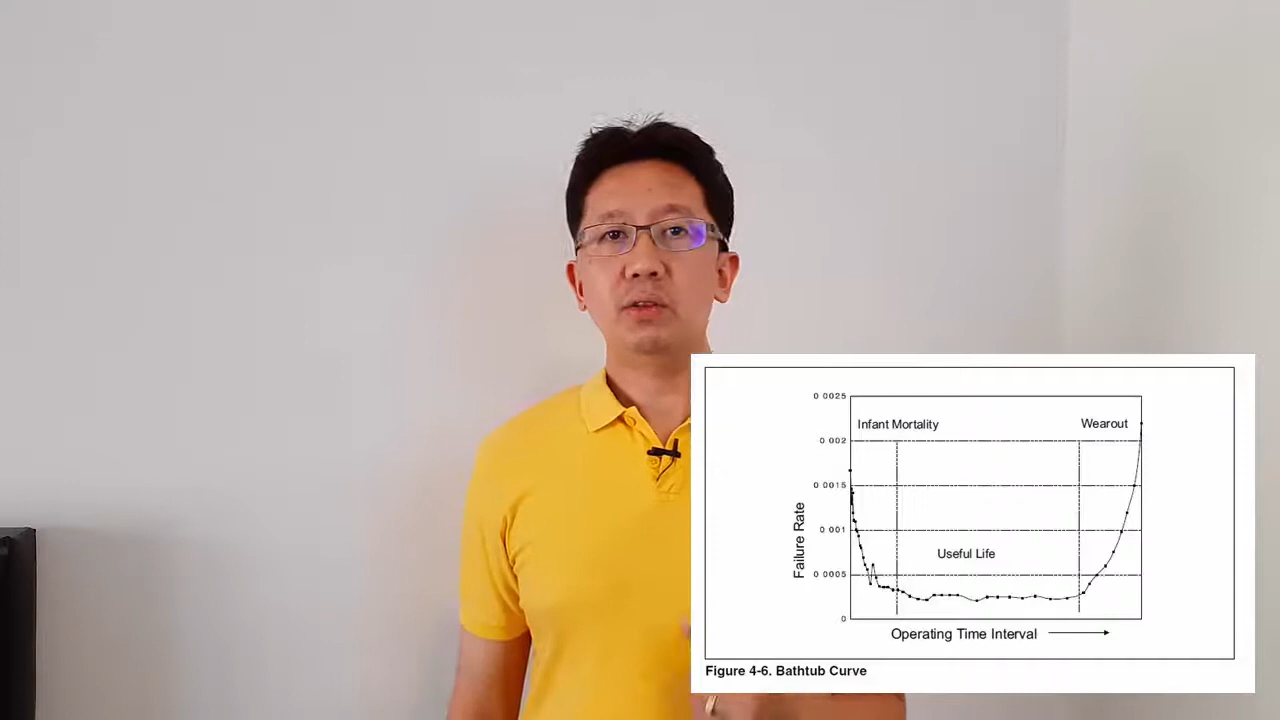 0 0025
Infant Mortality
Wearout
0 002
0 0015
Failure Rate
0 001
Useful Life
0 0005
0
Operating Time Interval
Figure 4-6. Bathtub Curve